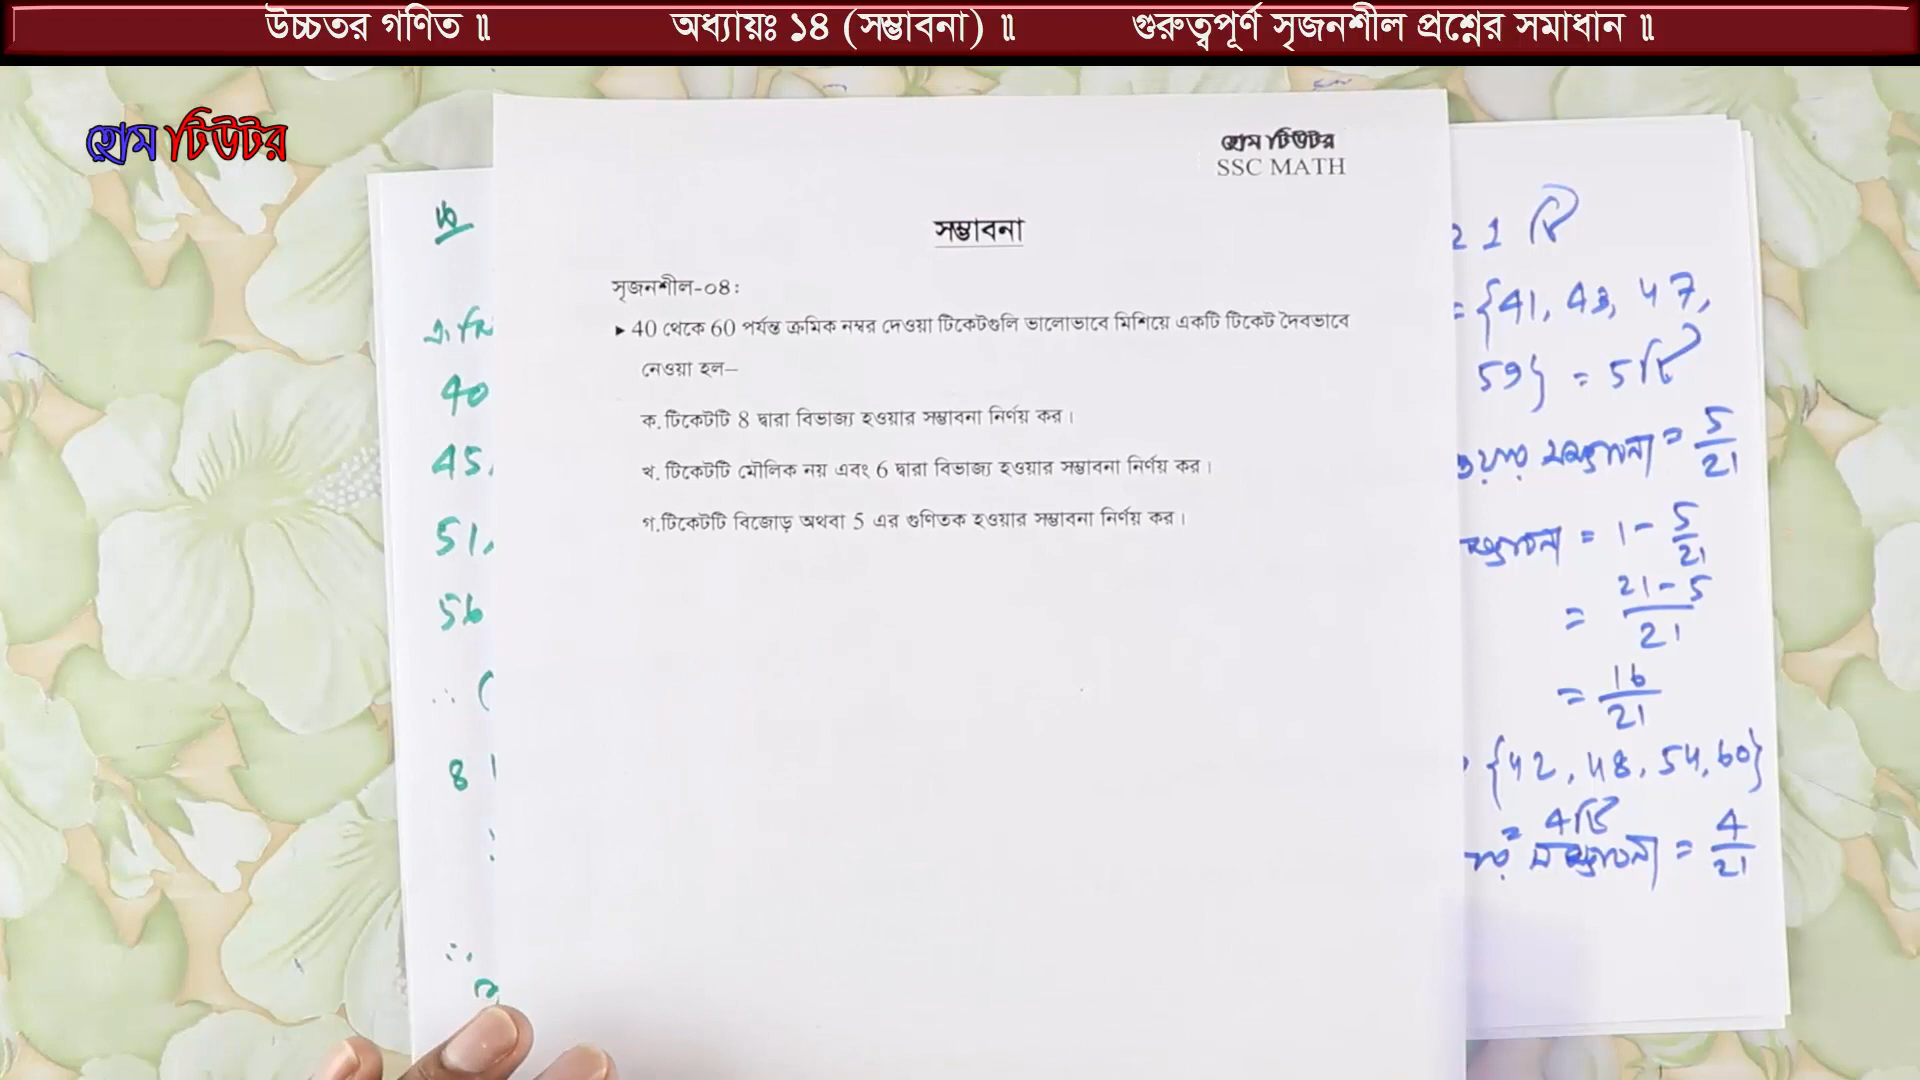 উচ্চতর গণিত ॥ অধ্যায়ঃ ১৪ (সম্ভাবনা) ॥ গুরুত্বপূর্ণ সৃজনশীল প্রশ্নের সমাধান ॥
হোম টিউটর
হোম টিউটর
SSC MATH
সম্ভাবনা
সৃজনশীল-০৪:
▸ 40 থেকে 60 পর্যন্ত ক্রমিক নম্বর দেওয়া টিকেটগুলি ভালোভাবে মিশিয়ে একটি টিকেট দৈবভাবে
নেওয়া হল–
ক. টিকেটটি 8 দ্বারা বিভাজ্য হওয়ার সম্ভাবনা নির্ণয় কর।
খ. টিকেটটি মৌলিক নয় এবং 6 দ্বারা বিভাজ্য হওয়ার সম্ভাবনা নির্ণয় কর।
গ.টিকেটটি বিজোড় অথবা 5 এর গুণিতক হওয়ার সম্ভাবনা নির্ণয় কর।
40
45,
51,
56
∴ (
8
∴
21 টি
= {41, 43, 47,
59} = 5টি
সম্ভাবনা = 5/21
= 1 - 5/21
= 21-5/21
= 16/21
{42, 48, 54, 60}
= 4টি
সম্ভাবনা = 4/21